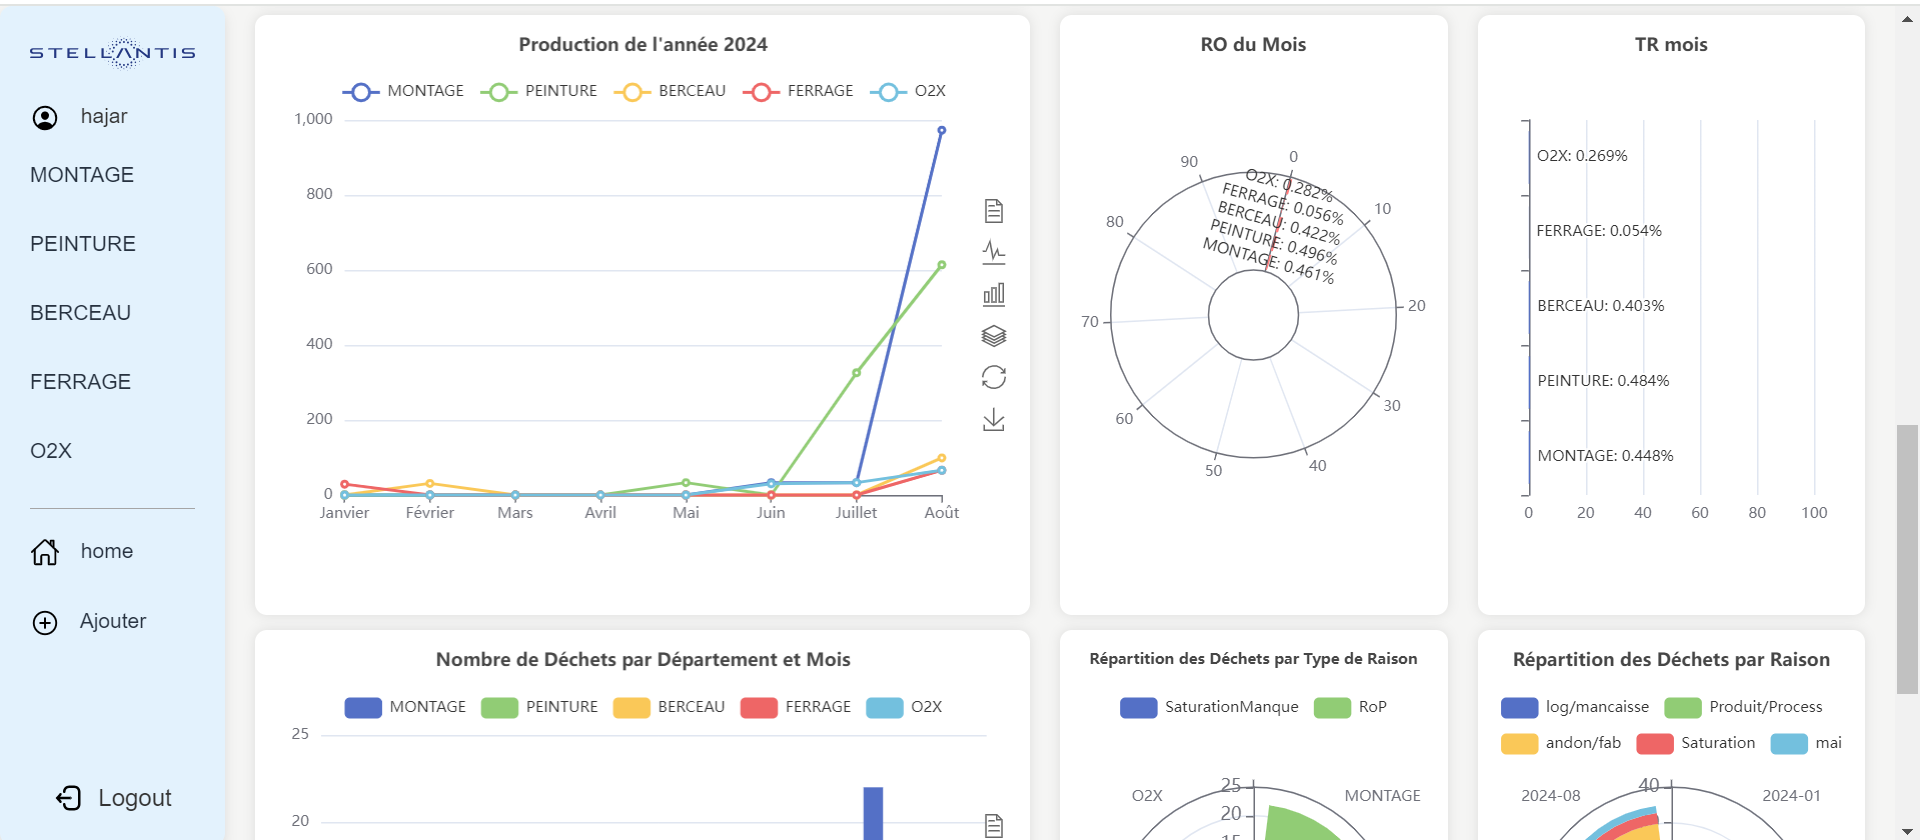 STELLANTIS
hajar
MONTAGE
PEINTURE
BERCEAU
FERRAGE
O2X
home
Ajouter
Logout
Production de l'année 2024
MONTAGE PEINTURE BERCEAU FERRAGE O2X
1,000
800
600
400
200
0
Janvier Février Mars Avril Mai Juin Juillet Août
RO du Mois
0
10
20
30
40
50
60
70
80
90
O2X: 0.282%
FERRAGE: 0.056%
BERCEAU: 0.422%
PEINTURE: 0.496%
MONTAGE: 0.461%
TR mois
O2X: 0.269%
FERRAGE: 0.054%
BERCEAU: 0.403%
PEINTURE: 0.484%
MONTAGE: 0.448%
0 20 40 60 80 100
Nombre de Déchets par Département et Mois
MONTAGE PEINTURE BERCEAU FERRAGE O2X
25
20
Répartition des Déchets par Type de Raison
SaturationManque RoP
O2X 25 MONTAGE
20
15
Répartition des Déchets par Raison
log/mancaisse Produit/Process
andon/fab Saturation mai
2024-08 40 2024-01